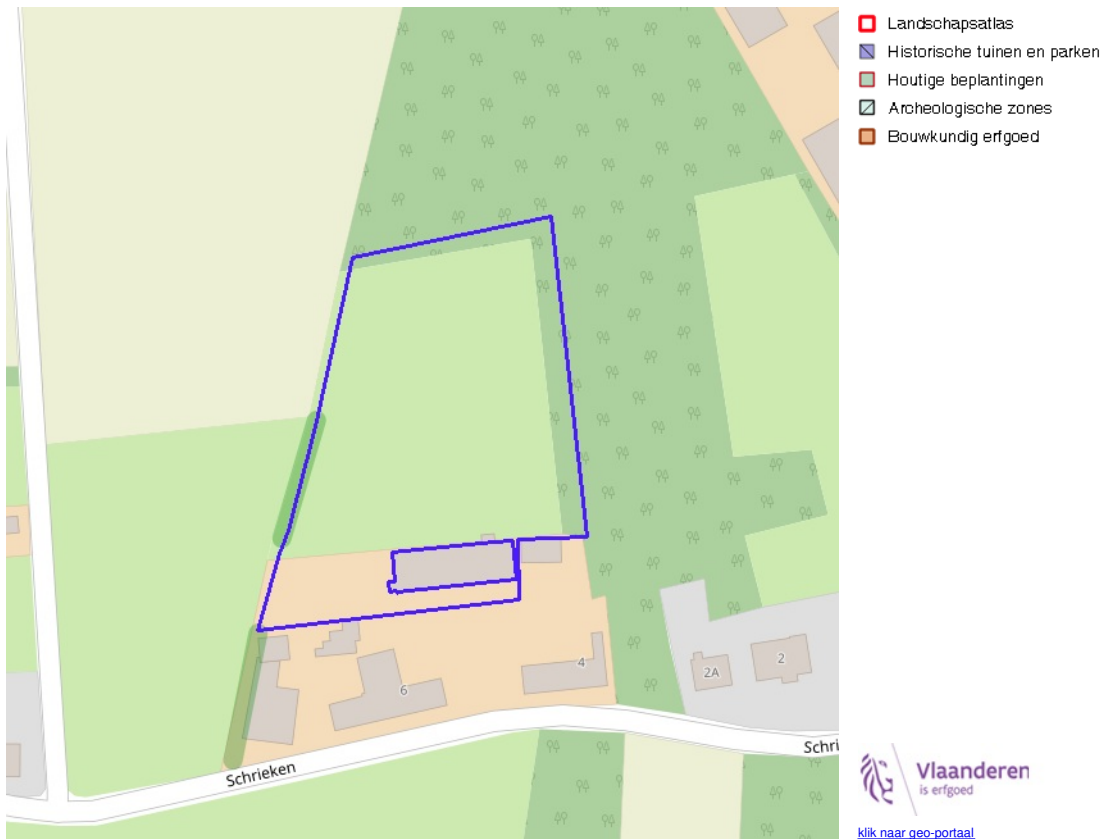 Landschapsatlas
Historische tuinen en parken
Houtige beplantingen
Archeologische zones
Bouwkundig erfgoed
4
6
2A
2
Schri
Schrieken
Vlaanderen
is erfgoed
klik naar geo-portaal